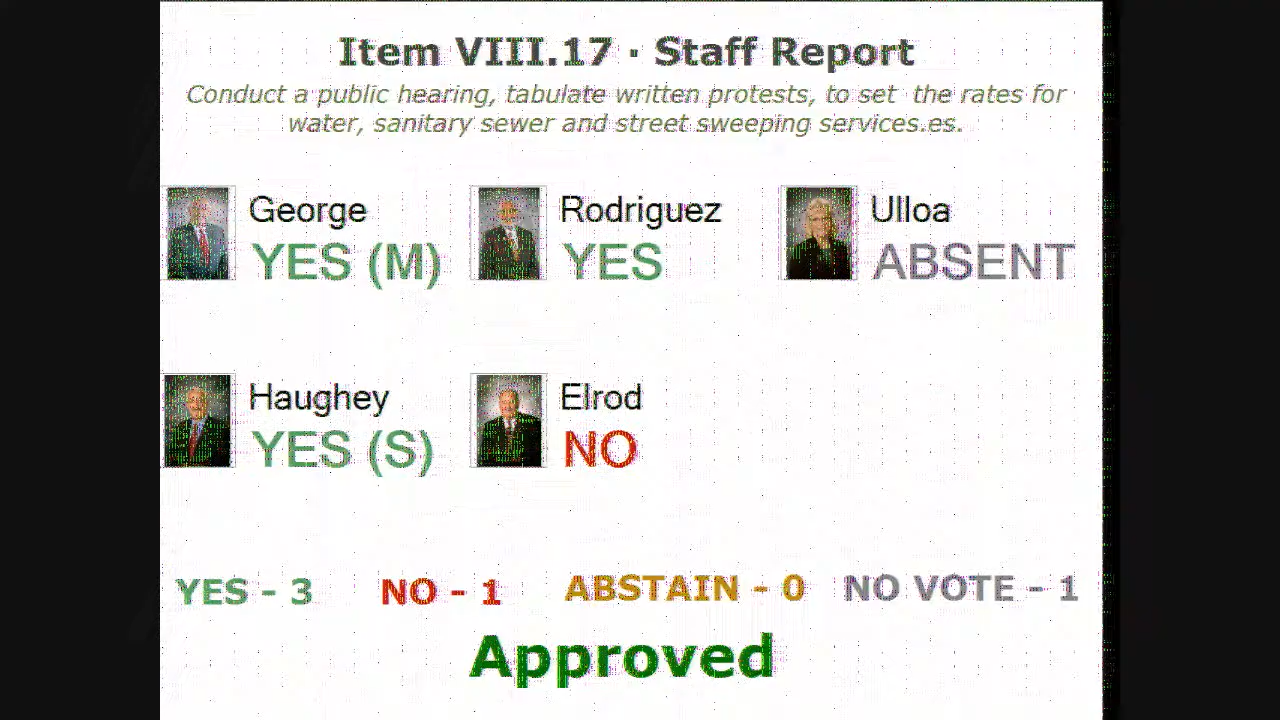 Item VIII.17 · Staff Report
Conduct a public hearing, tabulate written protests, to set the rates for
water, sanitary sewer and street sweeping services.es.
George
YES (M)
Rodriguez
YES
Ulloa
ABSENT
Haughey
YES (S)
Elrod
NO
YES - 3
NO - 1
ABSTAIN - 0
NO VOTE - 1
Approved